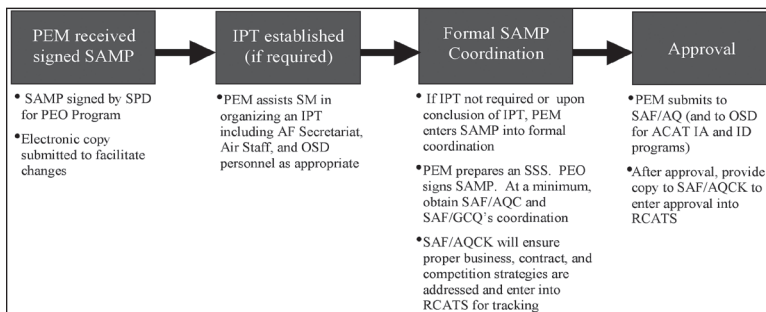 PEM received
signed SAMP
IPT established
(if required)
Formal SAMP
Coordination
Approval
• SAMP signed by SPD
for PEO Program
•Electronic copy
submitted to facilitate
changes
•PEM assists SM in
organizing an IPT
including AF Secretariat,
Air Staff, and OSD
personnel as appropriate
• If IPT not required or upon
conclusion of IPT, PEM
enters SAMP into formal
coordination
•PEM prepares an SSS. PEO
signs SAMP. At a minimum,
obtain SAF/AQC and
SAF/GCQ's coordination
•SAF/AQCK will ensure
proper business, contract, and
competition strategies are
addressed and enter into
RCATS for tracking
•PEM submits to
SAF/AQ (and to OSD
for ACAT IA and ID
programs)
•After approval, provide
copy to SAF/AQCK to
enter approval into
RCATS